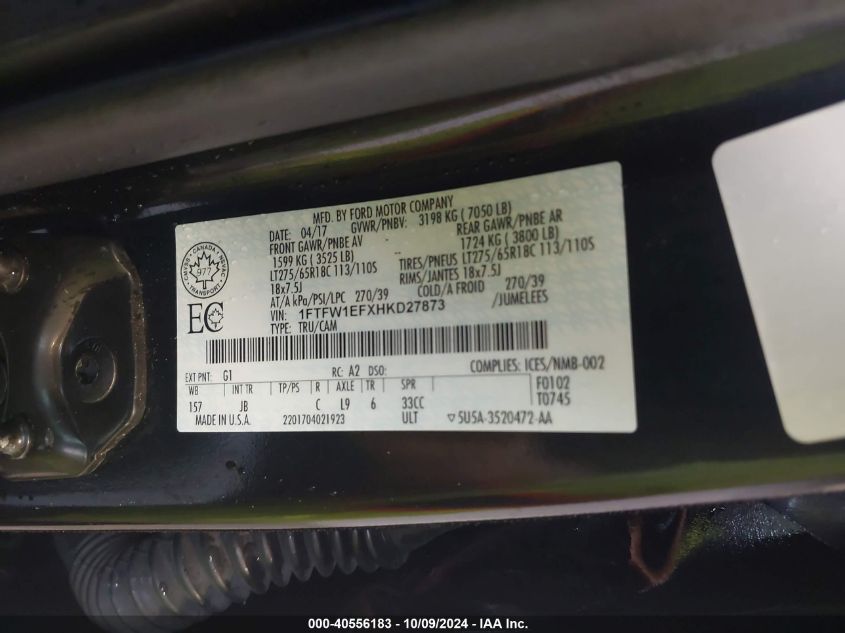 MFD. BY FORD MOTOR COMPANY
DATE: 04/17 GVWR/PNBV: 3198 KG ( 7050 LB)
FRONT GAWR/PNBE AV REAR GAWR/PNBE AR
1599 KG ( 3525 LB) 1724 KG ( 3800 LB)
LT275/65R18C 113/110S TIRES/PNEUS LT275/65R18C 113/110S
18x7.5J RIMS/JANTES 18x7.5J
AT/A kPa/PSI/LPC 270/39 COLD/A FROID 270/39
VIN: 1FTFW1EFXHKD27873 /JUMELEES
TYPE: TRU/CAM
CANADA
977
TRANSPORT
EC
EXT PNT: G1 RC: A2 DSO: COMPLIES: ICES/NMB-002
WB INT TR TP/PS R AXLE TR SPR F0102
157 JB C L9 6 33CC T0745
MADE IN U.S.A. 2201704021923 ULT 5U5A-3520472-AA
000-40556183 - 10/09/2024 - IAA, Inc.